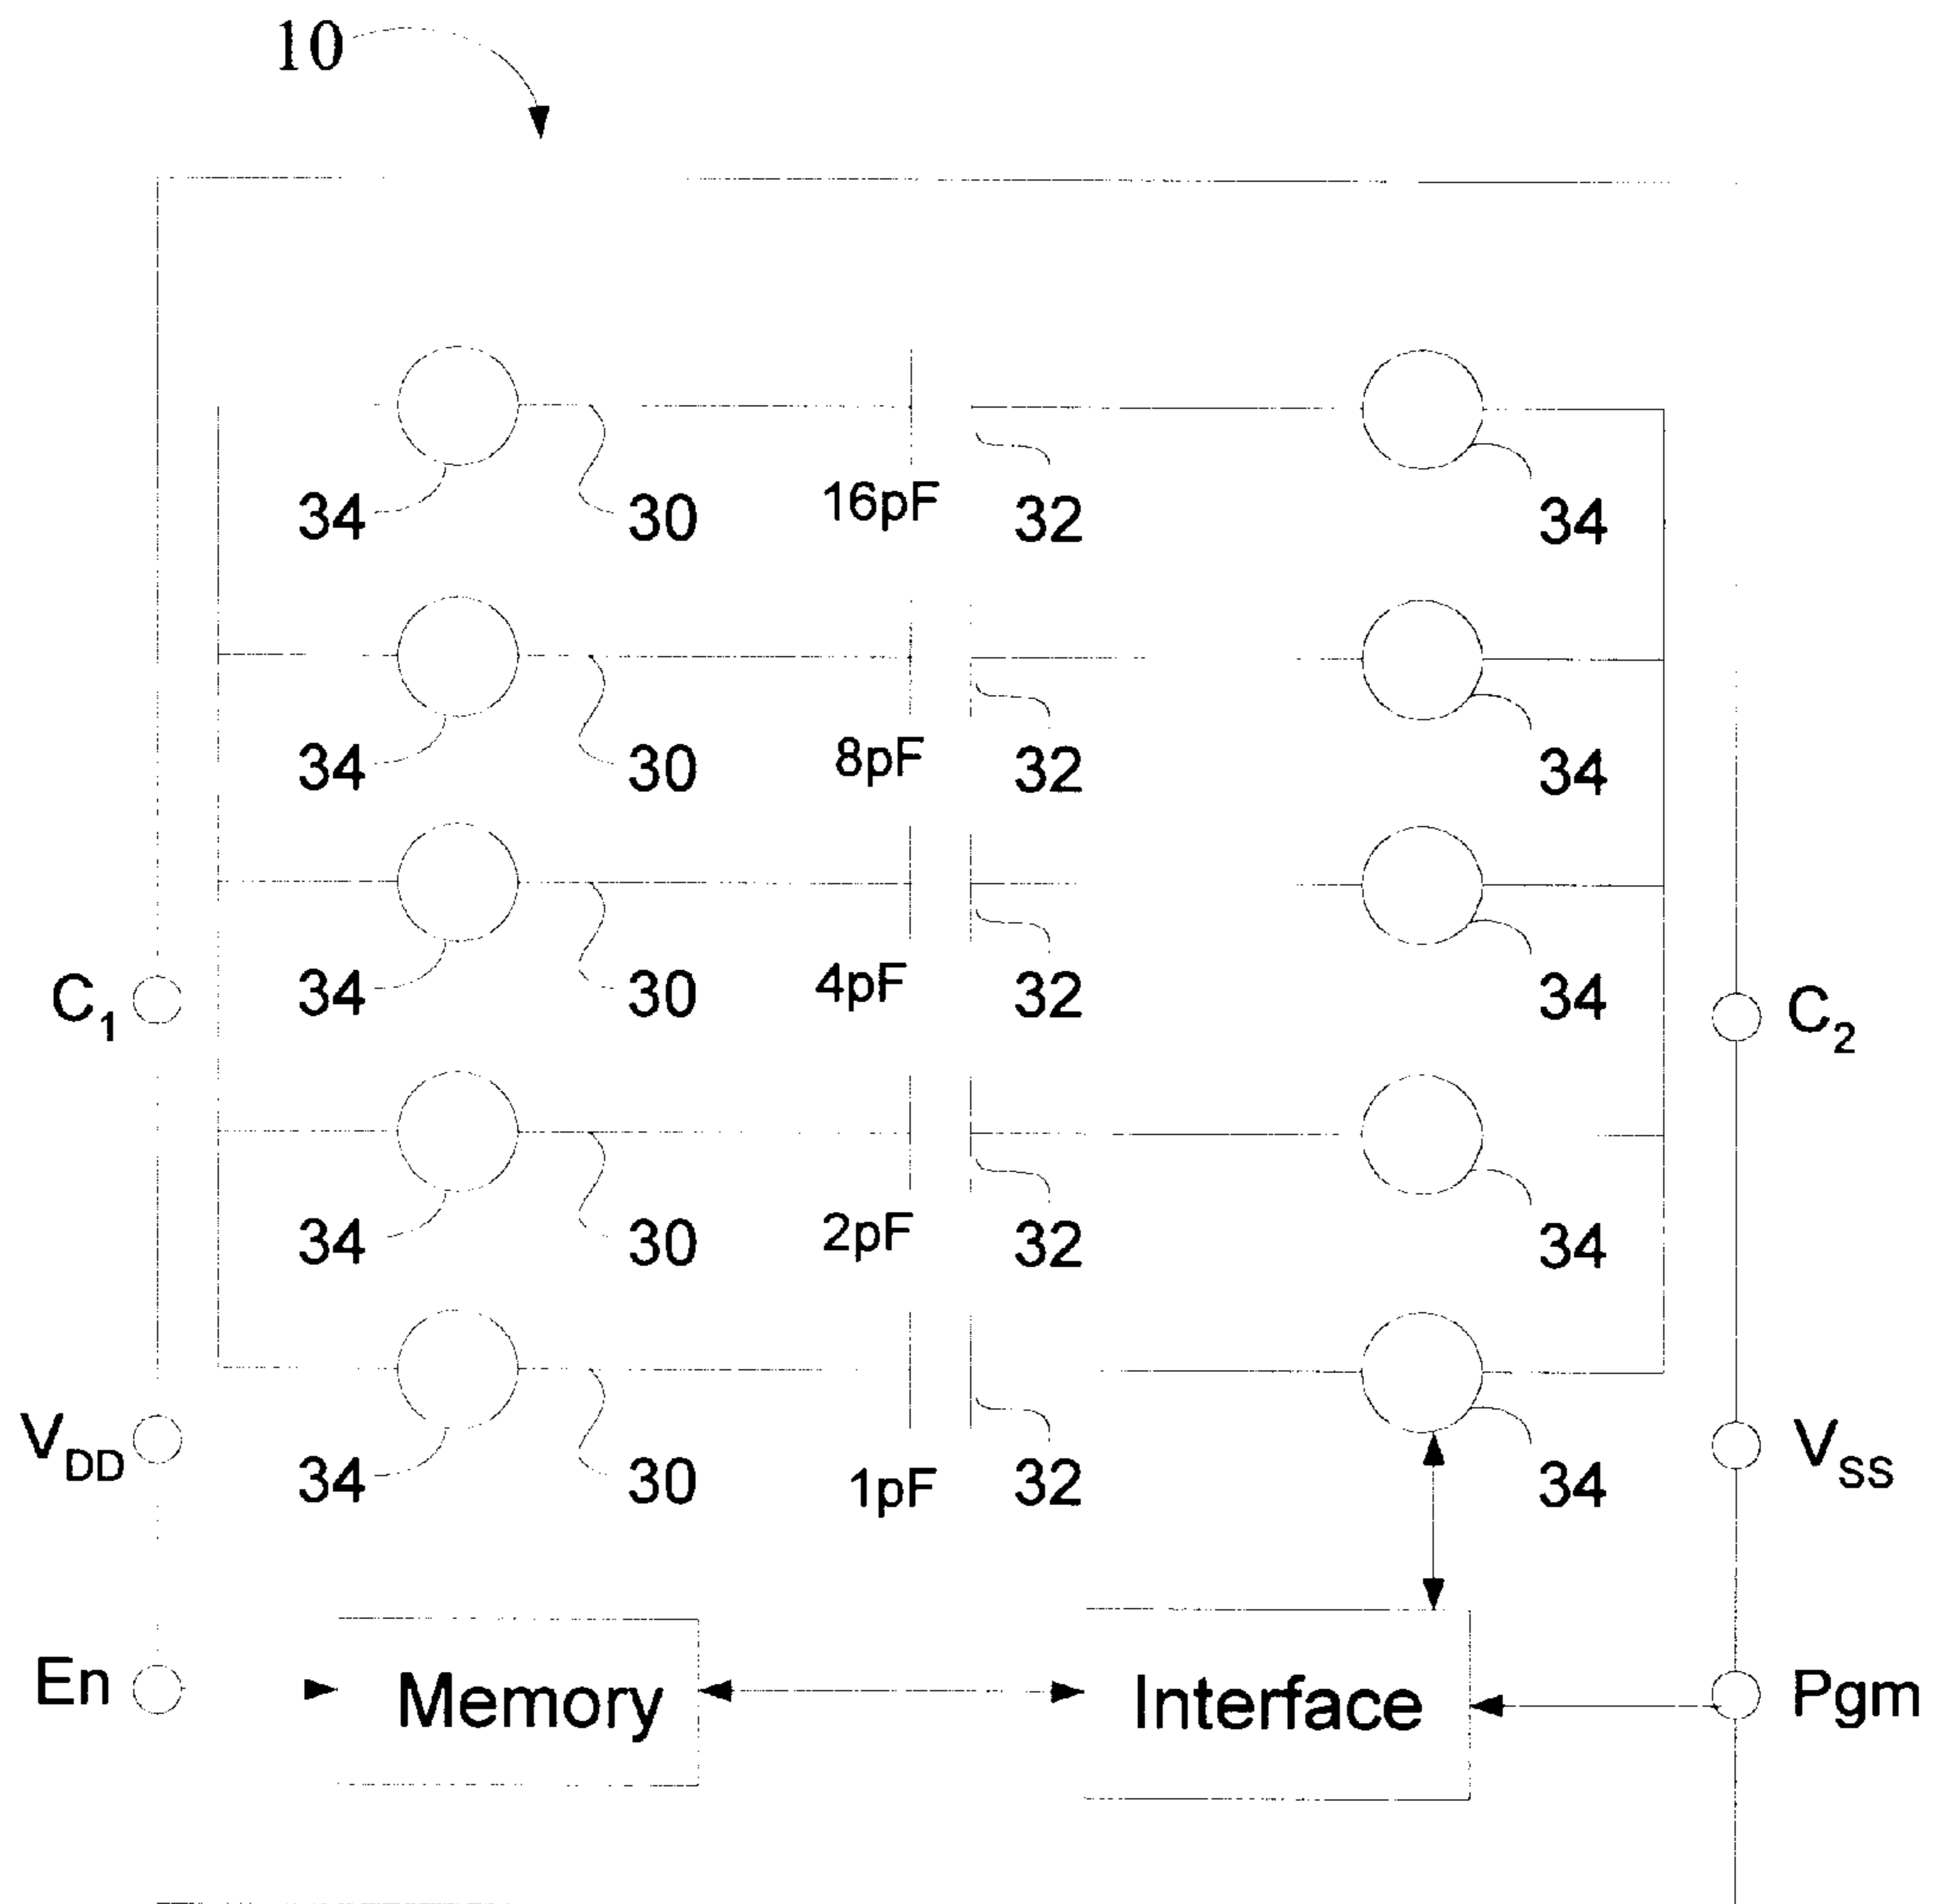 10
34 30 16pF 32 34
34 30 8pF 32 34
34 30 4pF 32 34
C1 C2
34 30 2pF 32 34
VDD VSS
34 30 1pF 32 34
En Memory Interface Pgm